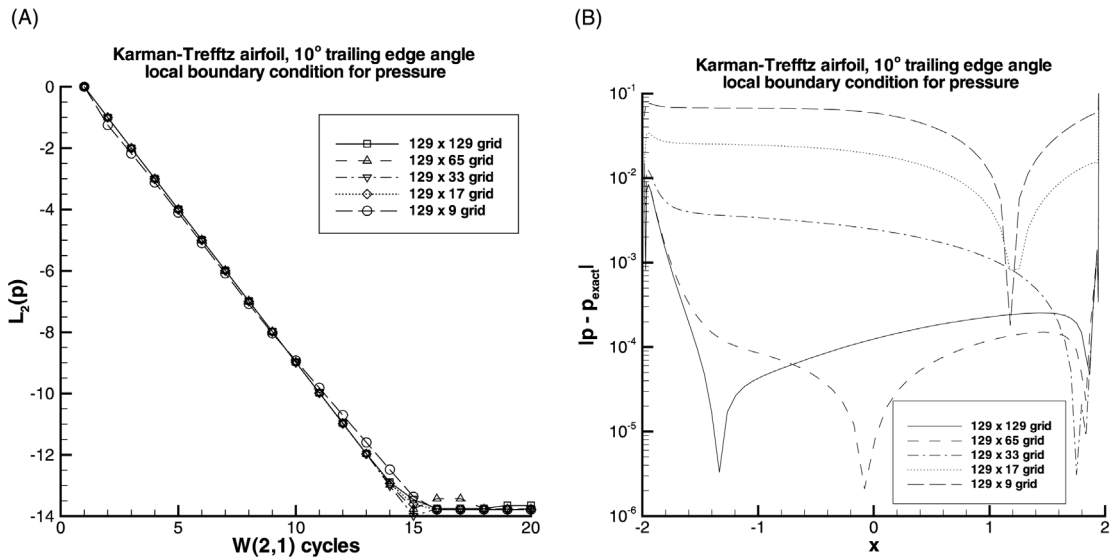 (A)
Karman-Trefftz airfoil, 10° trailing edge angle
local boundary condition for pressure
0
-2
-4
-6
-8
-10
-12
-14
L₂(p)
129 x 129 grid
129 x 65 grid
129 x 33 grid
129 x 17 grid
129 x 9 grid
0
5
10
15
20
W(2,1) cycles
(B)
Karman-Trefftz airfoil, 10° trailing edge angle
local boundary condition for pressure
10⁻¹
10⁻²
10⁻³
10⁻⁴
10⁻⁵
10⁻⁶
|p - pₑₓₐcₜ|
129 x 129 grid
129 x 65 grid
129 x 33 grid
129 x 17 grid
129 x 9 grid
-2
-1
0
1
2
x